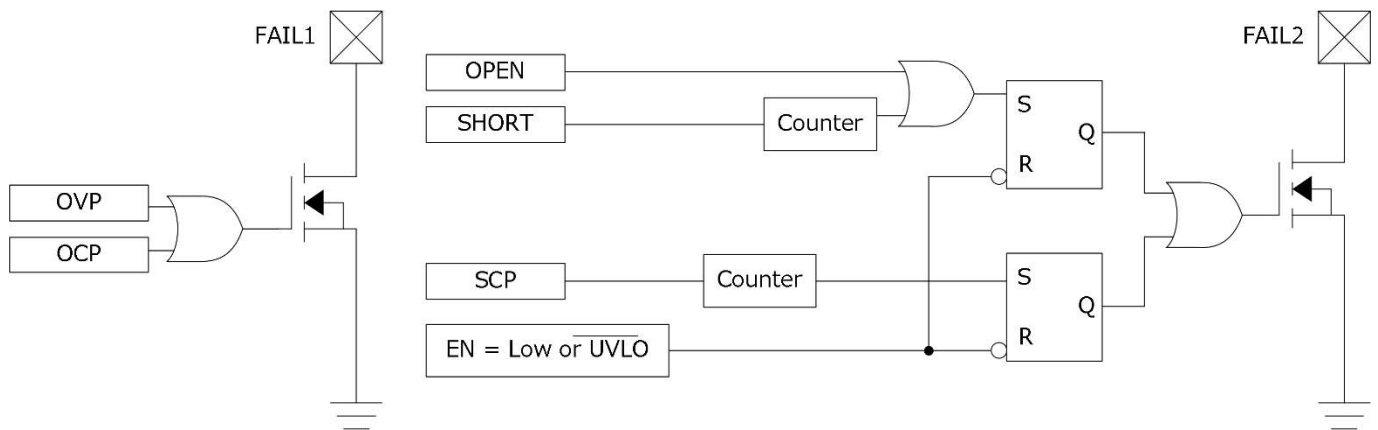 FAIL1
OVP
OCP
OPEN
SHORT
Counter
S
R
Q
SCP
Counter
S
R
Q
EN = Low or UVLO
FAIL2